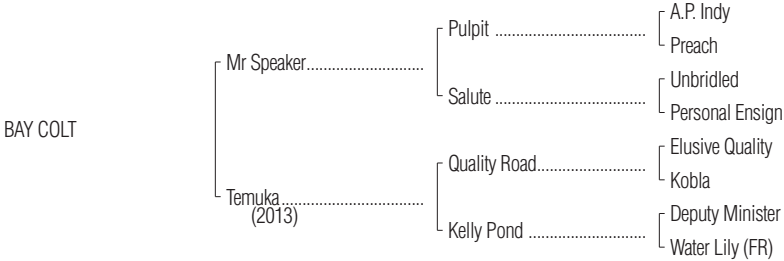 A.P. Indy
Pulpit ..................................
Preach
Mr Speaker...........................
Unbridled
Salute ..................................
Personal Ensign
BAY COLT
Elusive Quality
Quality Road........................
Kobla
Temuka................................
(2013)
Deputy Minister
Kelly Pond ...........................
Water Lily (FR)